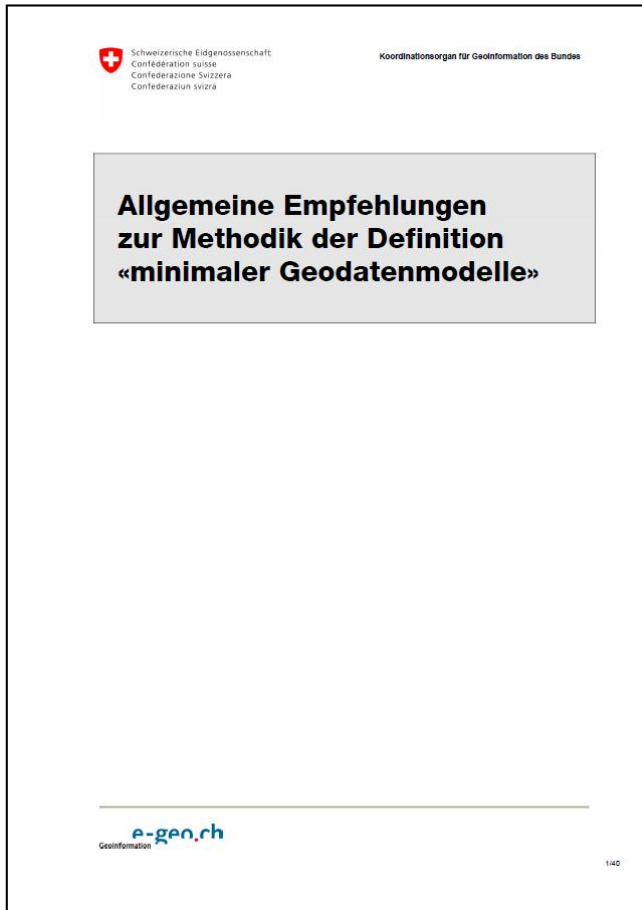 Schweizerische Eidgenossenschaft
Confédération suisse
Confederazione Svizzera
Confederaziun svizra
Koordinationsorgan für Geoinformation des Bundes
Allgemeine Empfehlungen
zur Methodik der Definition
«minimaler Geodatenmodelle»
e-geo.ch
Geoinformation
1/40